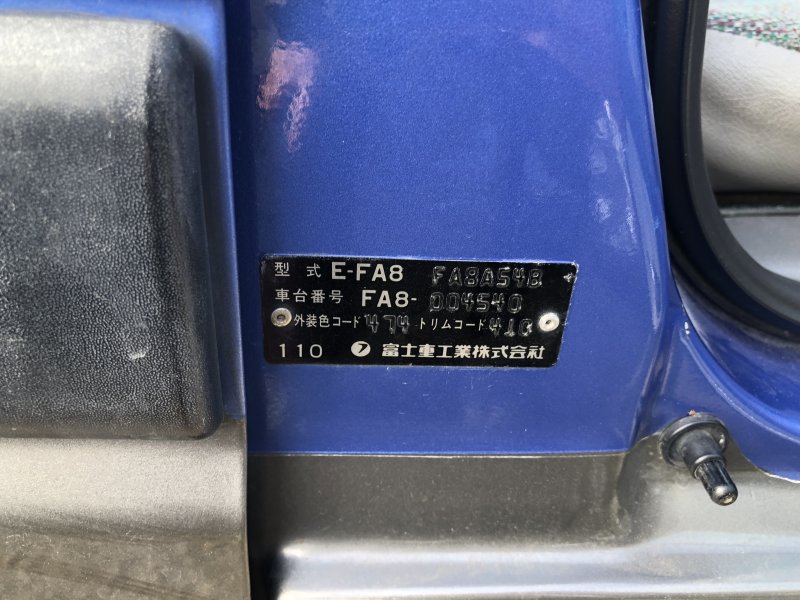 型式 E-FA8 FA8A54B
車台番号 FA8-004540
外装色コード 474 トリムコード 410
110 富士重工業株式会社